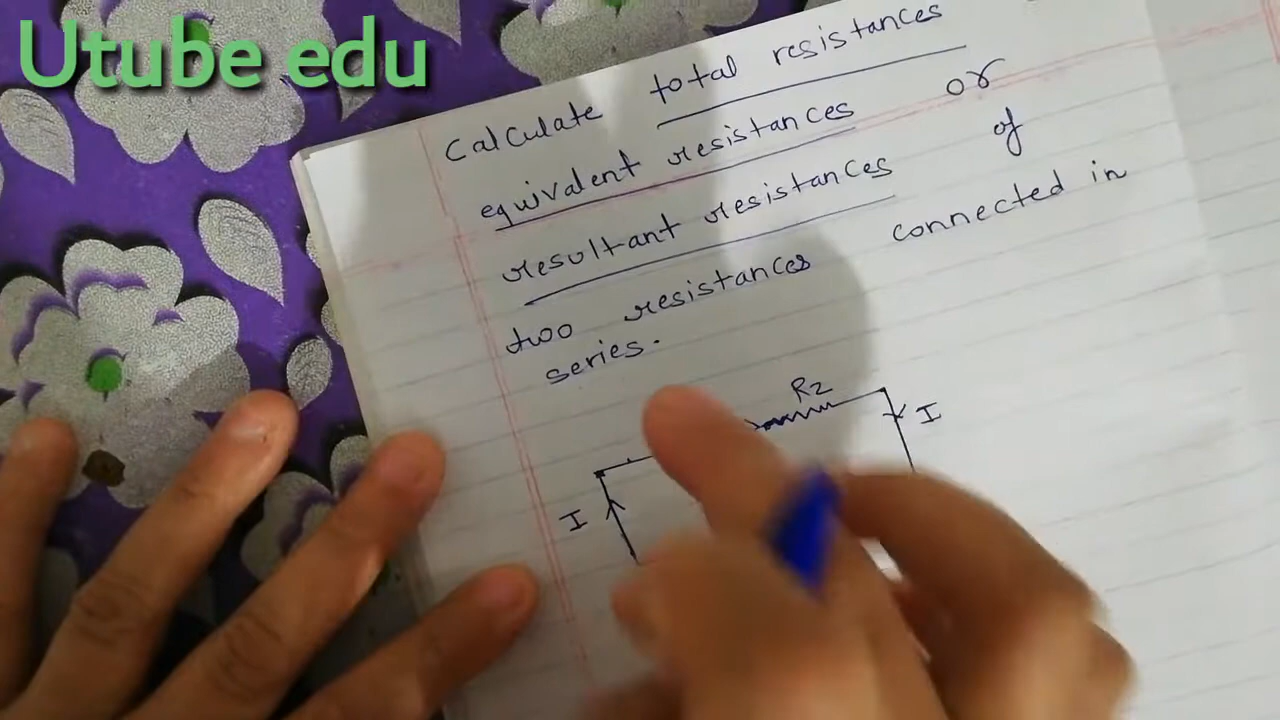 Utube edu
calculate total resistances
equivalent resistances or
resultant resistances of
two resistances connected in
series.
R2
I
I